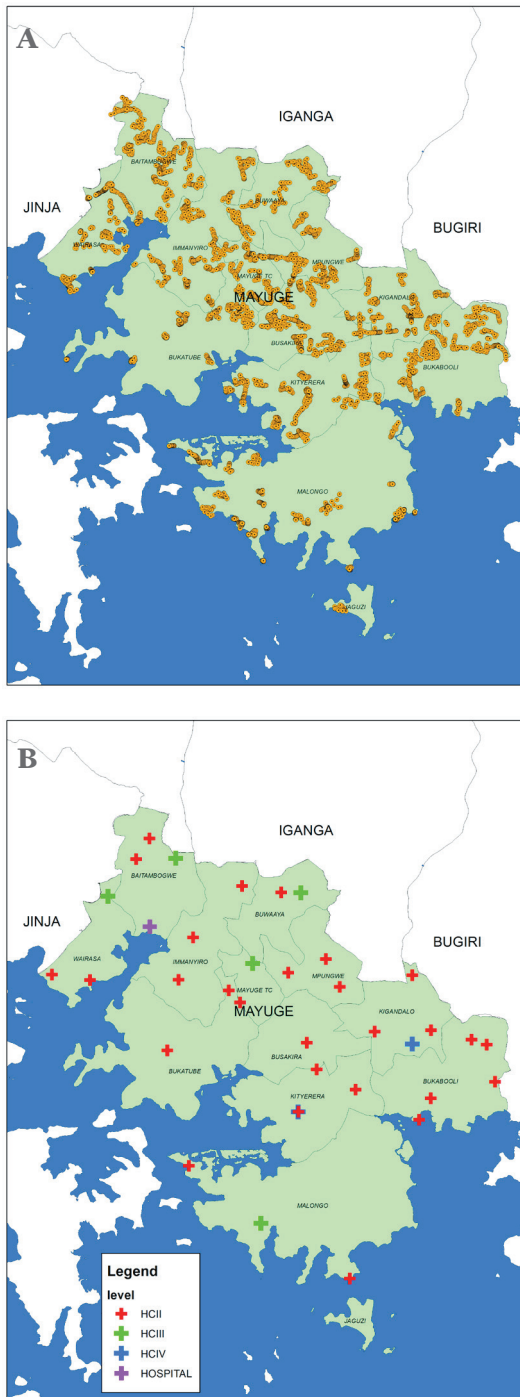 A
IGANGA
BAITAMBOGWE
JINJA
BUWAAYA
BUGIRI
WAIRASA
IMMANYIRO
MPUNGWE
MAYUGE TC
MAYUGE
KIGANDALO
BUSAKIRA
BUKATUBE
BUKABOOLI
KITYERERA
MALONGO
JAGUZI
B
IGANGA
BAITAMBOGWE
BUWAAYA
JINJA
BUGIRI
WAIRASA
IMMANYIRO
MPUNGWE
MAYUGE TC
MAYUGE
KIGANDALO
BUSAKIRA
BUKATUBE
BUKABOOLI
KITYERERA
MALONGO
JAGUZI
Legend
level
HCII
HCIII
HCIV
HOSPITAL